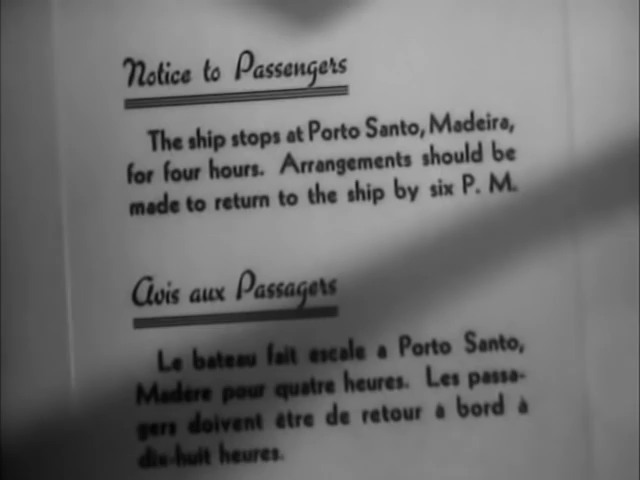 Notice to Passengers
The ship stops at Porto Santo, Madeira,
for four hours. Arrangements should be
made to return to the ship by six P. M.
Avis aux Passagers
Le bateau fait escale a Porto Santo,
Madère pour quatre heures. Les passa-
gers doivent être de retour à bord à
dix-huit heures.